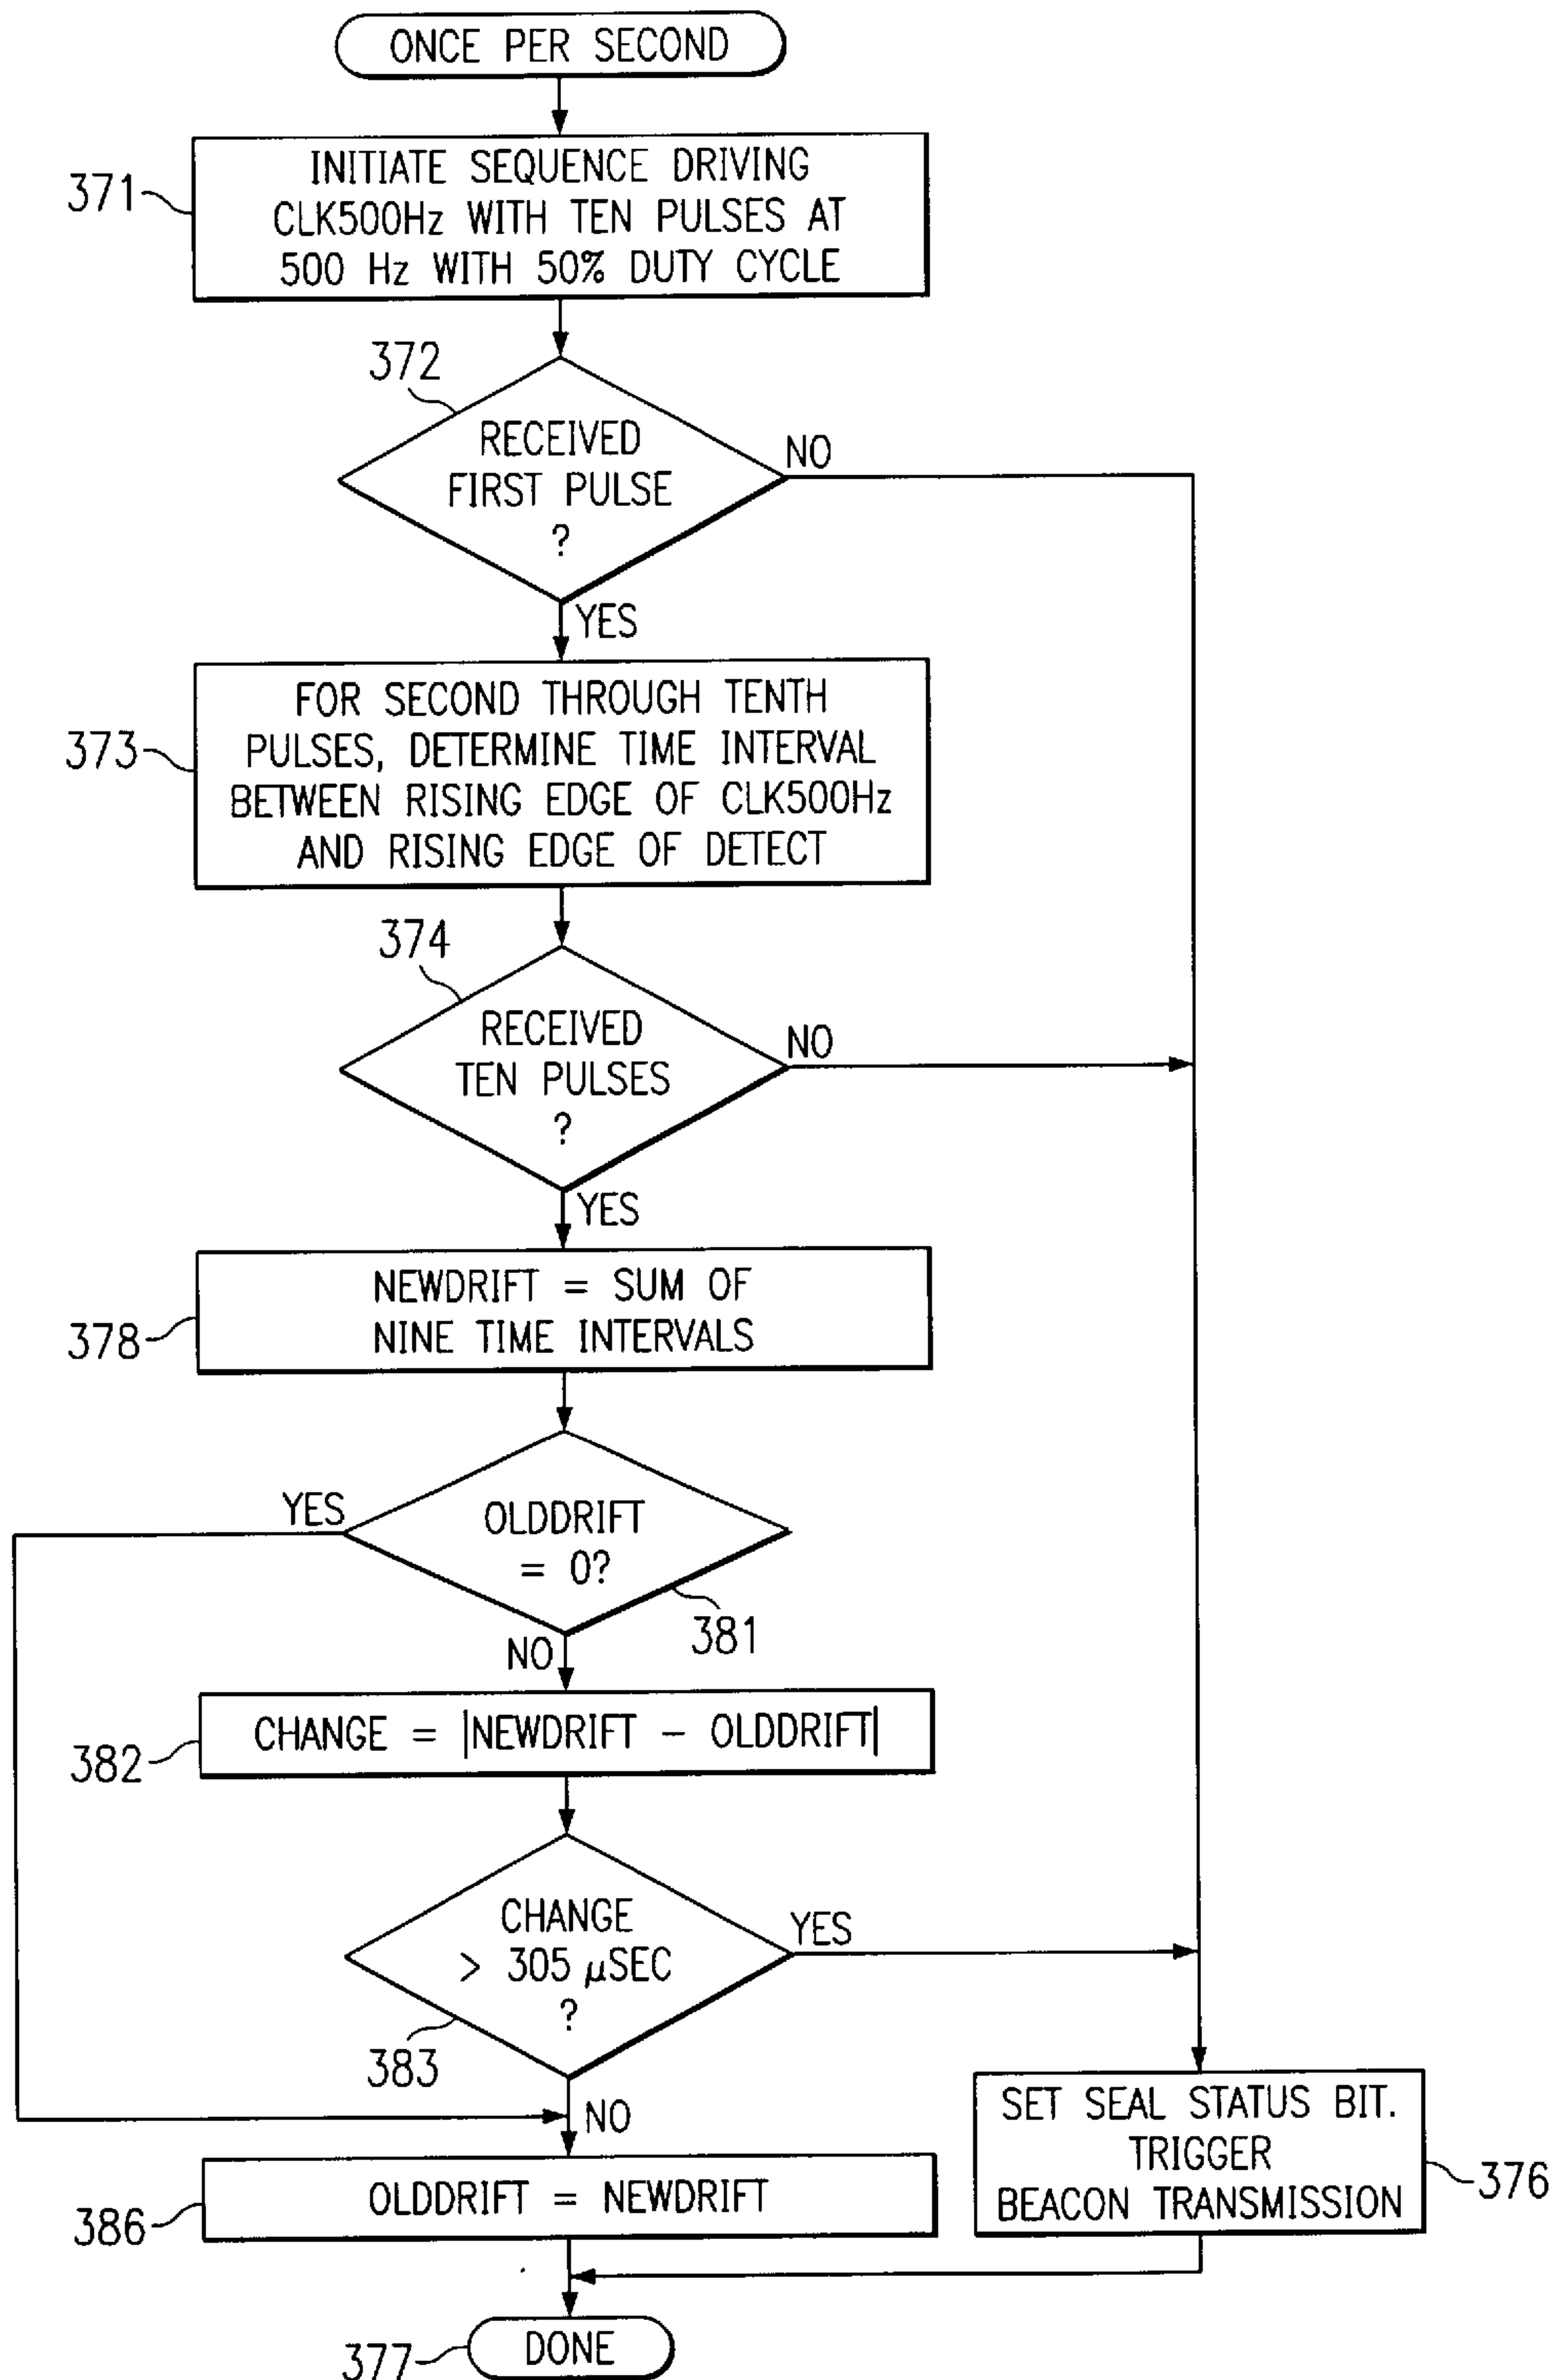 ONCE PER SECOND
371
INITIATE SEQUENCE DRIVING
CLK500Hz WITH TEN PULSES AT
500 Hz WITH 50% DUTY CYCLE
372
RECEIVED
FIRST PULSE
?
NO
YES
373
FOR SECOND THROUGH TENTH
PULSES, DETERMINE TIME INTERVAL
BETWEEN RISING EDGE OF CLK500Hz
AND RISING EDGE OF DETECT
374
RECEIVED
TEN PULSES
?
NO
YES
378
NEWDRIFT = SUM OF
NINE TIME INTERVALS
YES
OLDDRIFT
= 0?
381
NO
382
CHANGE = |NEWDRIFT - OLDDRIFT|
CHANGE
> 305 μSEC
?
YES
383
NO
SET SEAL STATUS BIT.
TRIGGER
BEACON TRANSMISSION
376
386
OLDDRIFT = NEWDRIFT
377
DONE